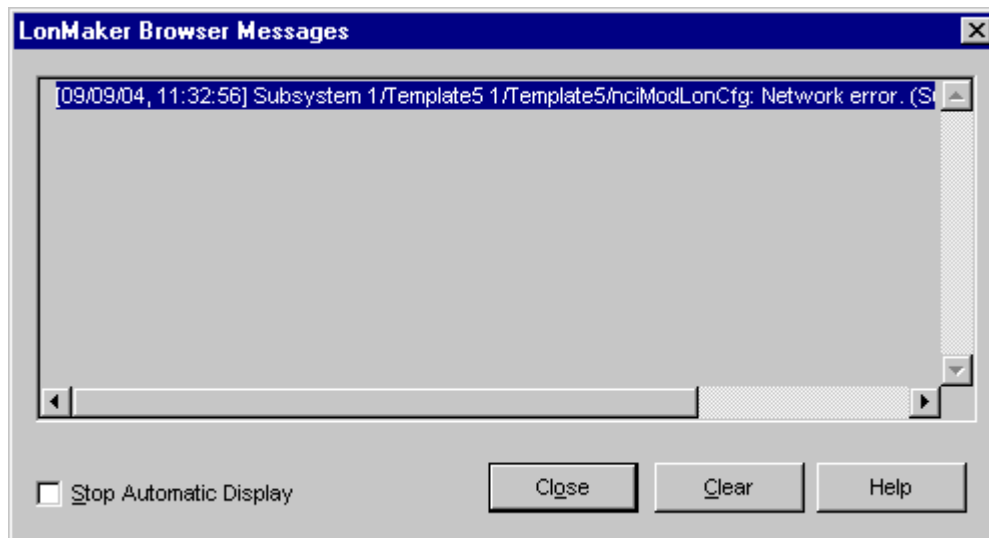 LonMaker Browser Messages
[09/09/04, 11:32:56] Subsystem 1/Template5 1/Template5/nciModLonCfg: Network error. (S
Stop Automatic Display
Close
Clear
Help